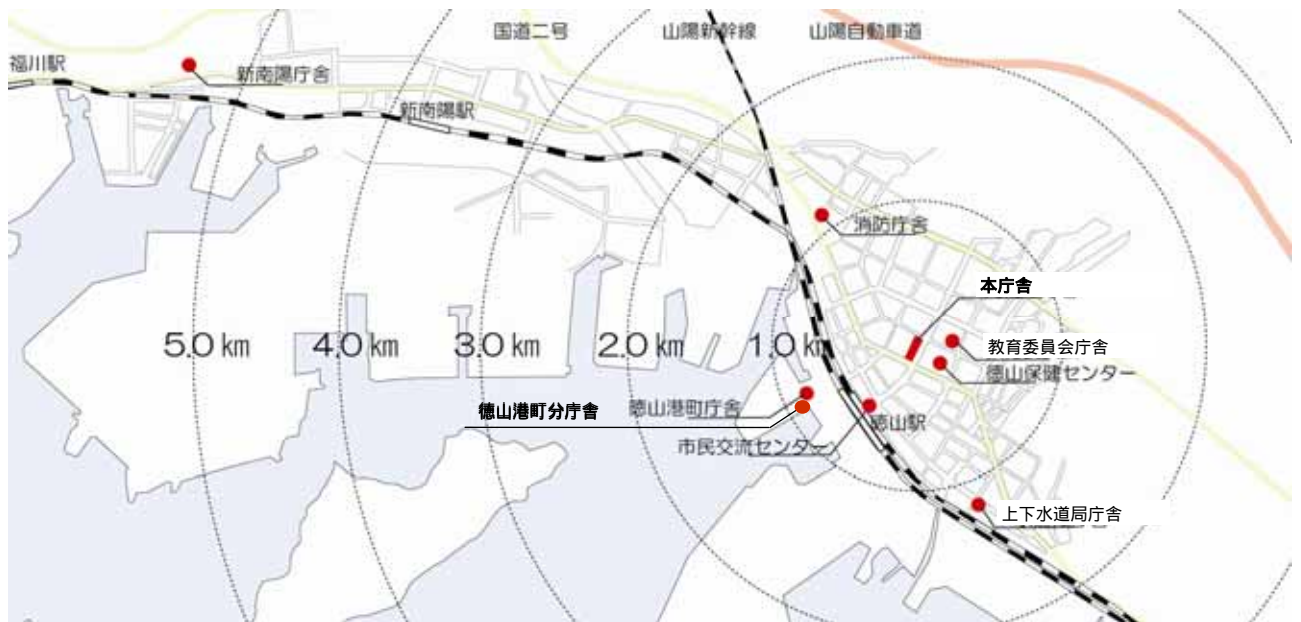 国道二号
山陽新幹線
山陽自動車道
福川駅
新南陽庁舎
新南陽駅
消防庁舎
本庁舎
5.0 km
4.0 km
3.0 km
2.0 km
1.0 km
教育委員会庁舎
徳山保健センター
徳山港町分庁舎
徳山港町庁舎
徳山駅
市民交流センター
上下水道局庁舎